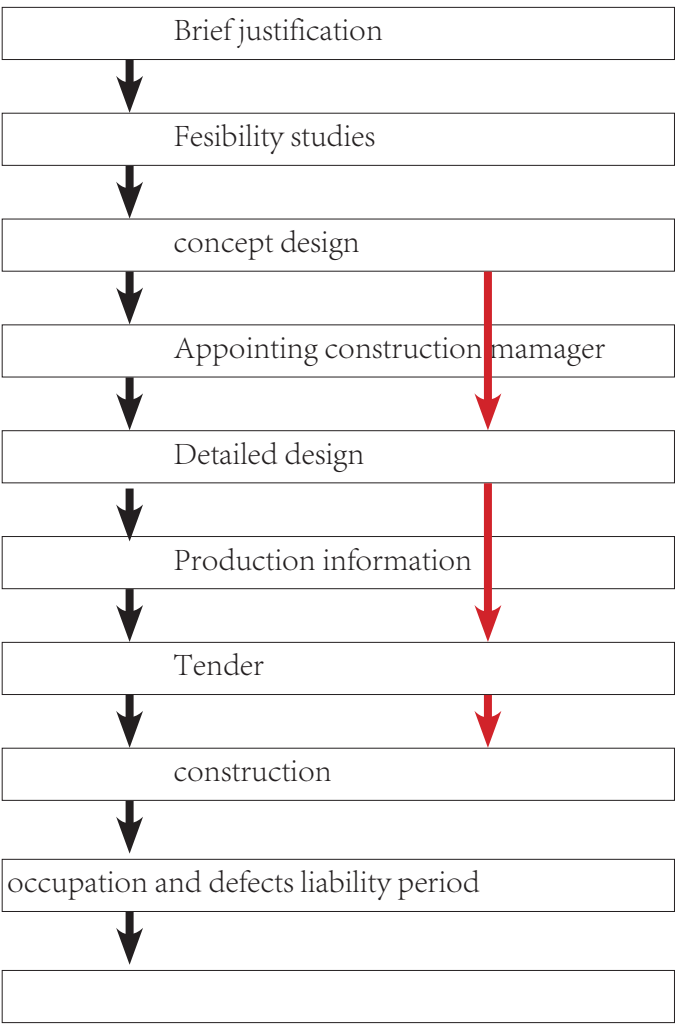 Brief justification
Fesibility studies
concept design
Appointing construction mamager
Detailed design
Production information
Tender
construction
occupation and defects liability period